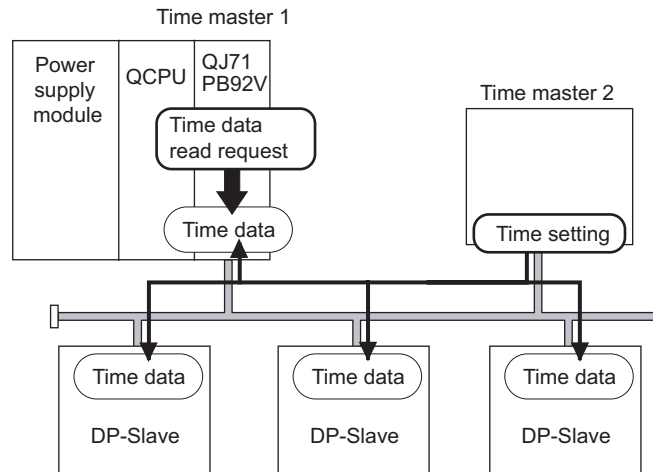 Time master 1
Power
supply
module
QCPU
QJ71
PB92V
Time data
read request
Time data
Time master 2
Time setting
Time data
Time data
Time data
DP-Slave
DP-Slave
DP-Slave